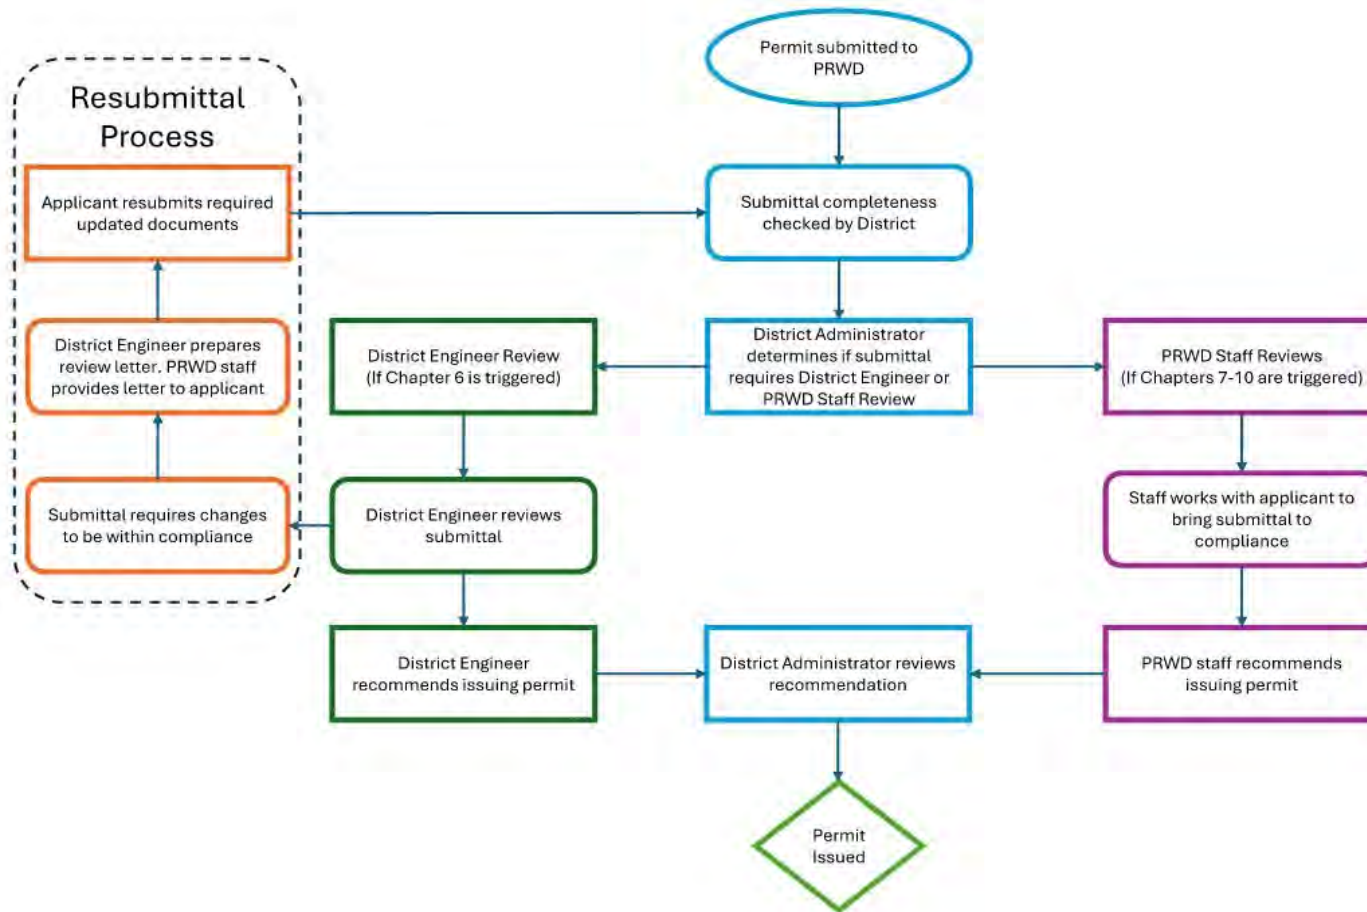 Permit submitted to
PRWD
Resubmittal
Process
Applicant resubmits required
updated documents
Submittal completeness
checked by District
District Engineer prepares
review letter. PRWD staff
provides letter to applicant
District Engineer Review
(If Chapter 6 is triggered)
District Administrator
determines if submittal
requires District Engineer or
PRWD Staff Review
PRWD Staff Reviews
(If Chapters 7-10 are triggered)
Submittal requires changes
to be within compliance
District Engineer reviews
submittal
Staff works with applicant to
bring submittal to
compliance
District Engineer
recommends issuing permit
District Administrator reviews
recommendation
PRWD staff recommends
issuing permit
Permit
Issued